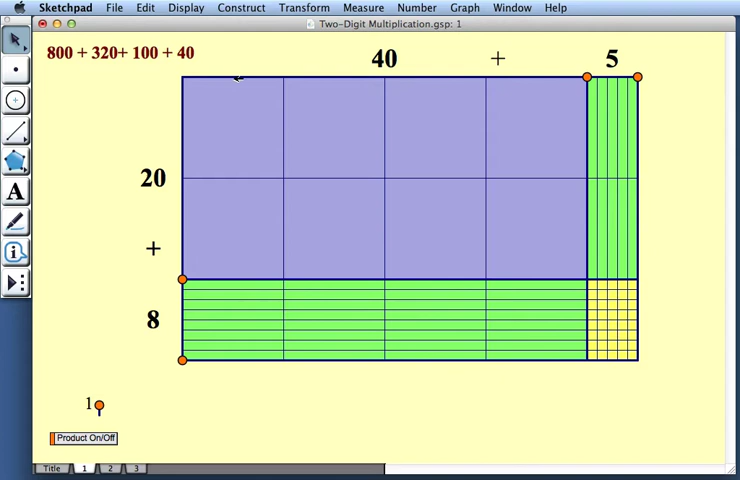 Sketchpad File Edit Display Construct Transform Measure Number Graph Window Help
Two-Digit Multiplication.gsp: 1
800 + 320+ 100 + 40
40 + 5
20
+
8
A
1
Product On/Off
Title 1 2 3